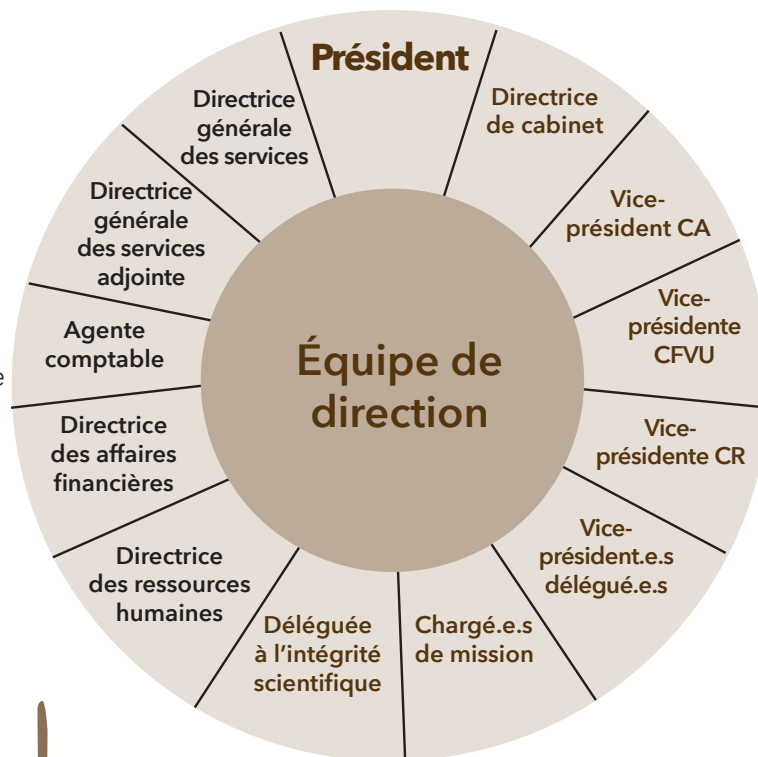 Président
Directrice
de cabinet
Vice-
président CA
Vice-
présidente
CFVU
Vice-
présidente CR
Vice-
président.e.s
délégué.e.s
Chargé.e.s
de mission
Déléguée
à l’intégrité
scientifique
Directrice
des ressources
humaines
Directrice
des affaires
financières
Agente
comptable
Directrice
générale
des services
adjointe
Directrice
générale
des services
Équipe de
direction
e